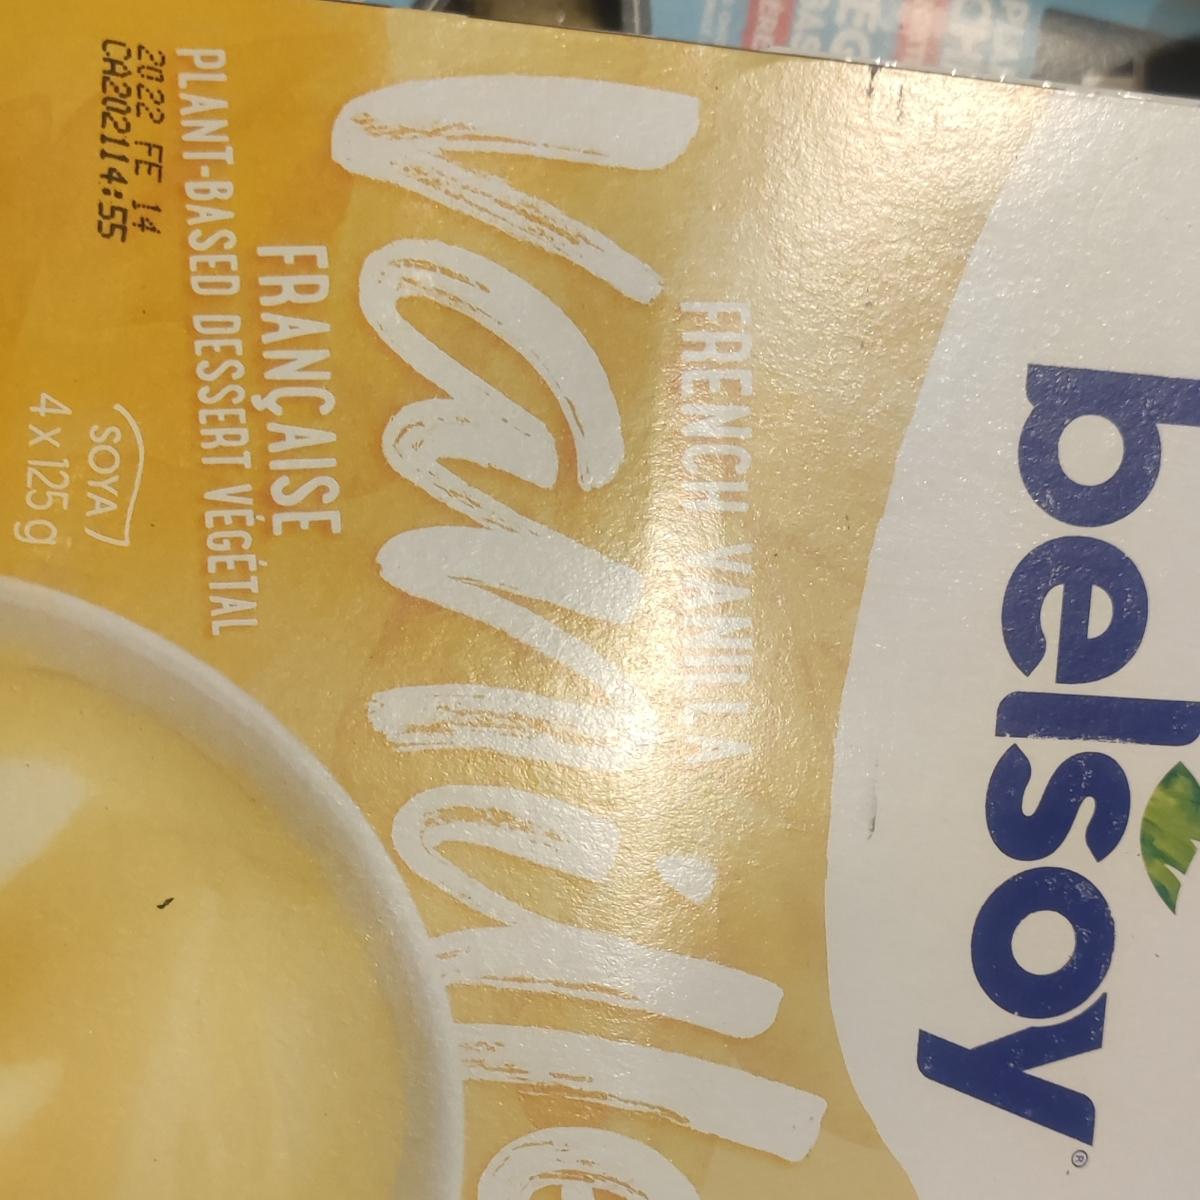 belsoy®
FRENCH VANILLA
Vanille
FRANÇAISE
PLANT-BASED DESSERT VÉGÉTAL
2022 FE 14
CA202114:55
SOYA
4 x 125 g